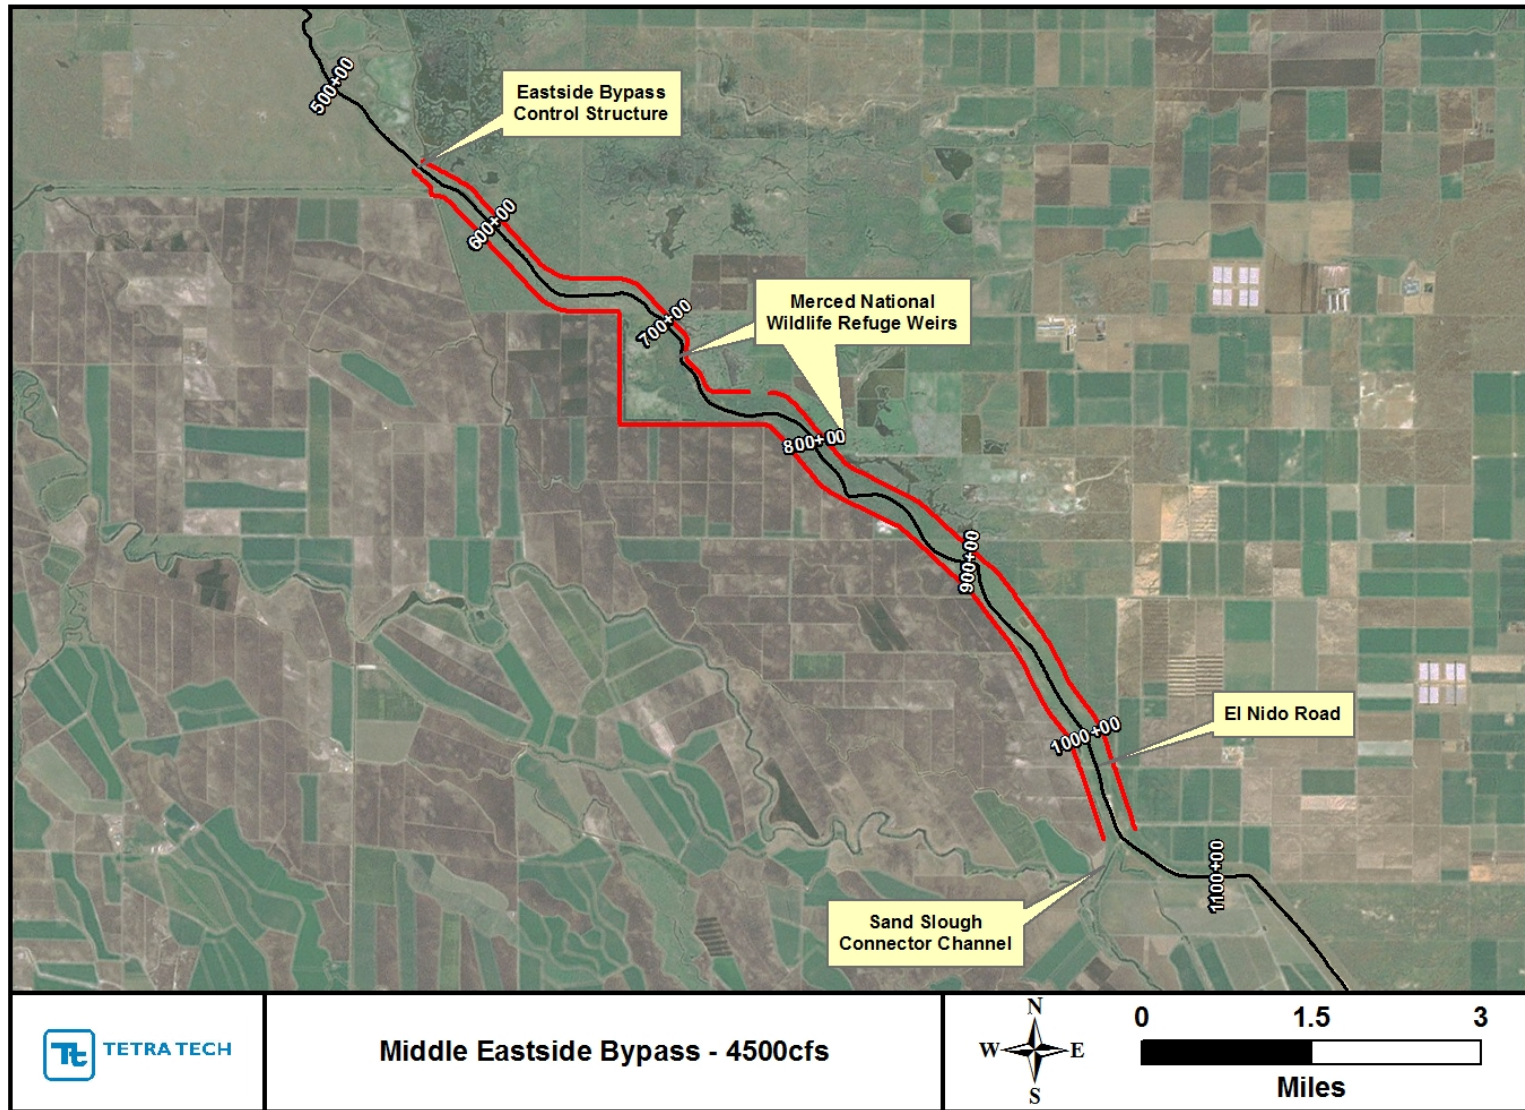 500+00
Eastside Bypass
Control Structure
600+00
Merced National
Wildlife Refuge Weirs
700+00
800+00
900+00
El Nido Road
1000+00
1100+00
Sand Slough
Connector Channel
Tt TETRA TECH
Middle Eastside Bypass - 4500cfs
N
W E
S
0 1.5 3
Miles